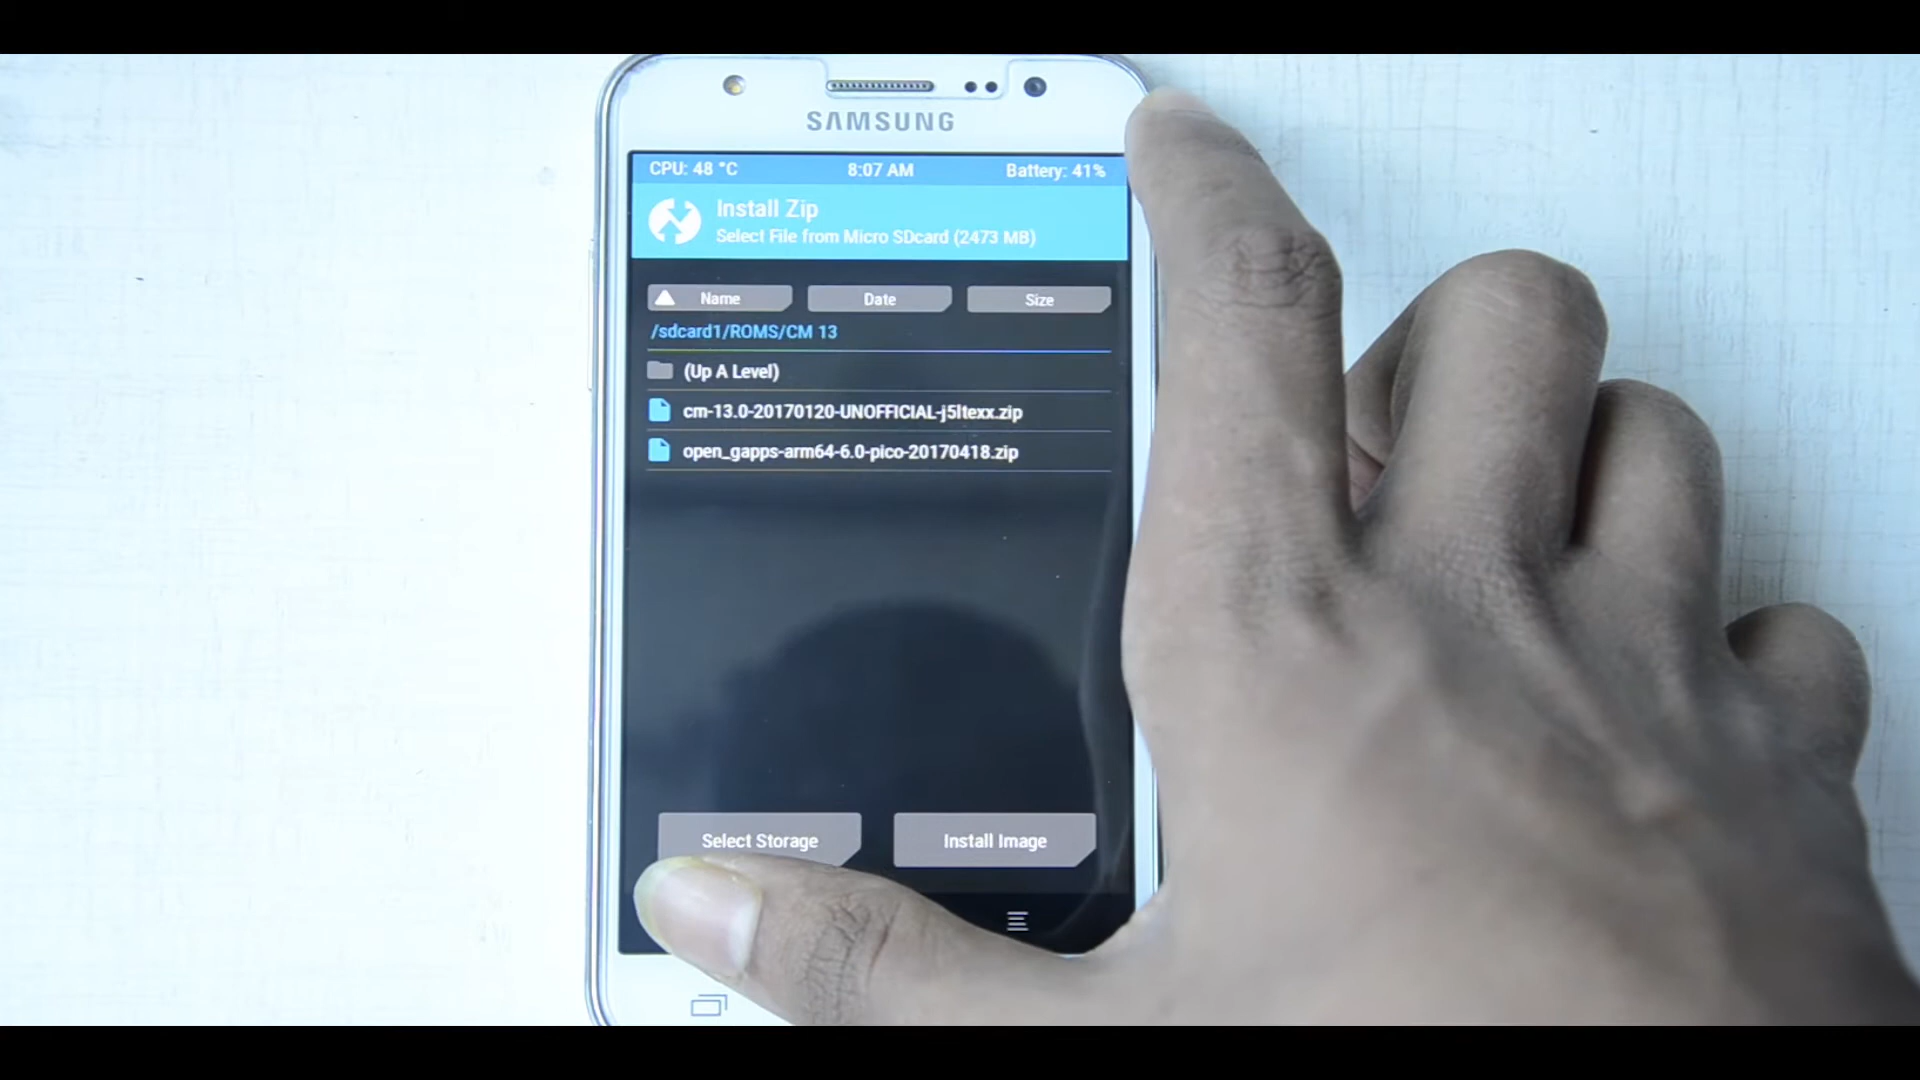 SAMSUNG
CPU: 48 °C 8:07 AM Battery: 41%
Install Zip
Select File from Micro SDcard (2473 MB)
Name Date Size
/sdcard1/ROMS/CM 13
(Up A Level)
cm-13.0-20170120-UNOFFICIAL-j5ltexx.zip
open_gapps-arm64-6.0-pico-20170418.zip
Select Storage Install Image